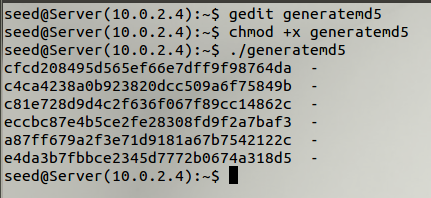 seed@Server(10.0.2.4):~$ gedit generatemd5
seed@Server(10.0.2.4):~$ chmod +x generatemd5
seed@Server(10.0.2.4):~$ ./generatemd5
cfcd208495d565ef66e7dff9f98764da  -
c4ca4238a0b923820dcc509a6f75849b  -
c81e728d9d4c2f636f067f89cc14862c  -
eccbc87e4b5ce2fe28308fd9f2a7baf3  -
a87ff679a2f3e71d9181a67b7542122c  -
e4da3b7fbbce2345d7772b0674a318d5  -
seed@Server(10.0.2.4):~$